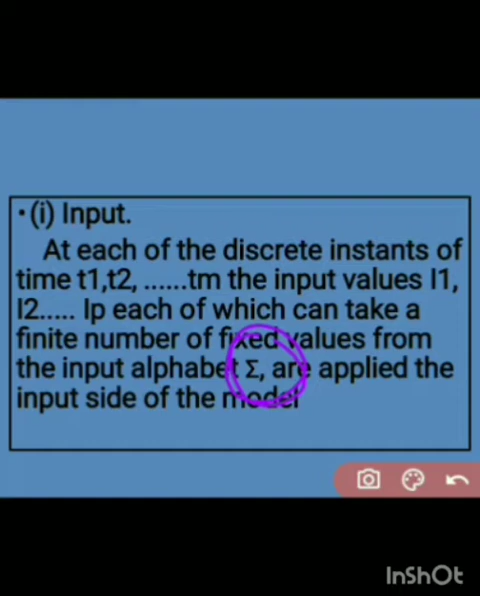 • (i) Input.
At each of the discrete instants of
time t1,t2, ......tm the input values I1,
I2..... Ip each of which can take a
finite number of fixed values from
the input alphabet Σ, are applied the
input side of the model
InShOt